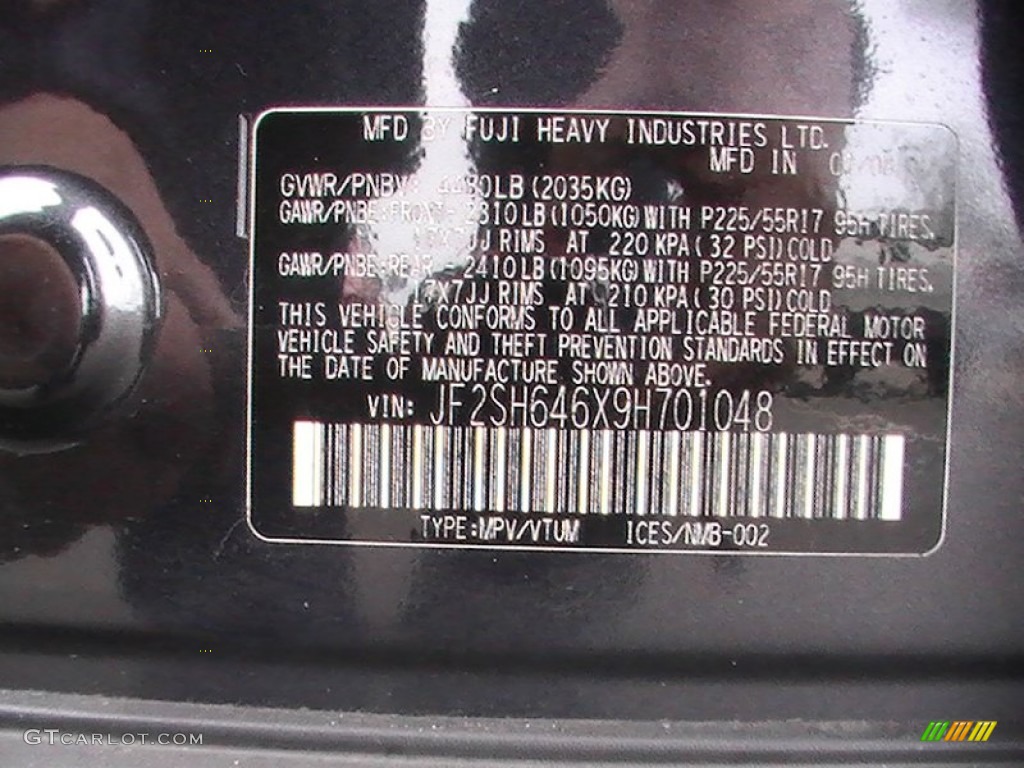 MFD BY FUJI HEAVY INDUSTRIES LTD.
MFD IN
GVWR/PNBV: LB (2035KG)
GAWR/PNBE:FRONT- 2310LB(1050KG)WITH P225/55R17 95H TIRES,
17X7JJ RIMS AT 220 KPA( 32 PSI)COLD
GAWR/PNBE:REAR - 2410LB(1095KG)WITH P225/55R17 95H TIRES,
17X7JJ RIMS AT 210 KPA( 30 PSI)COLD
THIS VEHICLE CONFORMS TO ALL APPLICABLE FEDERAL MOTOR
VEHICLE SAFETY AND THEFT PREVENTION STANDARDS IN EFFECT ON
THE DATE OF MANUFACTURE SHOWN ABOVE.
VIN: JF2SH646X9H701048
TYPE:MPV/VTUM ICES/NMB-002
GTCARLOT.COM